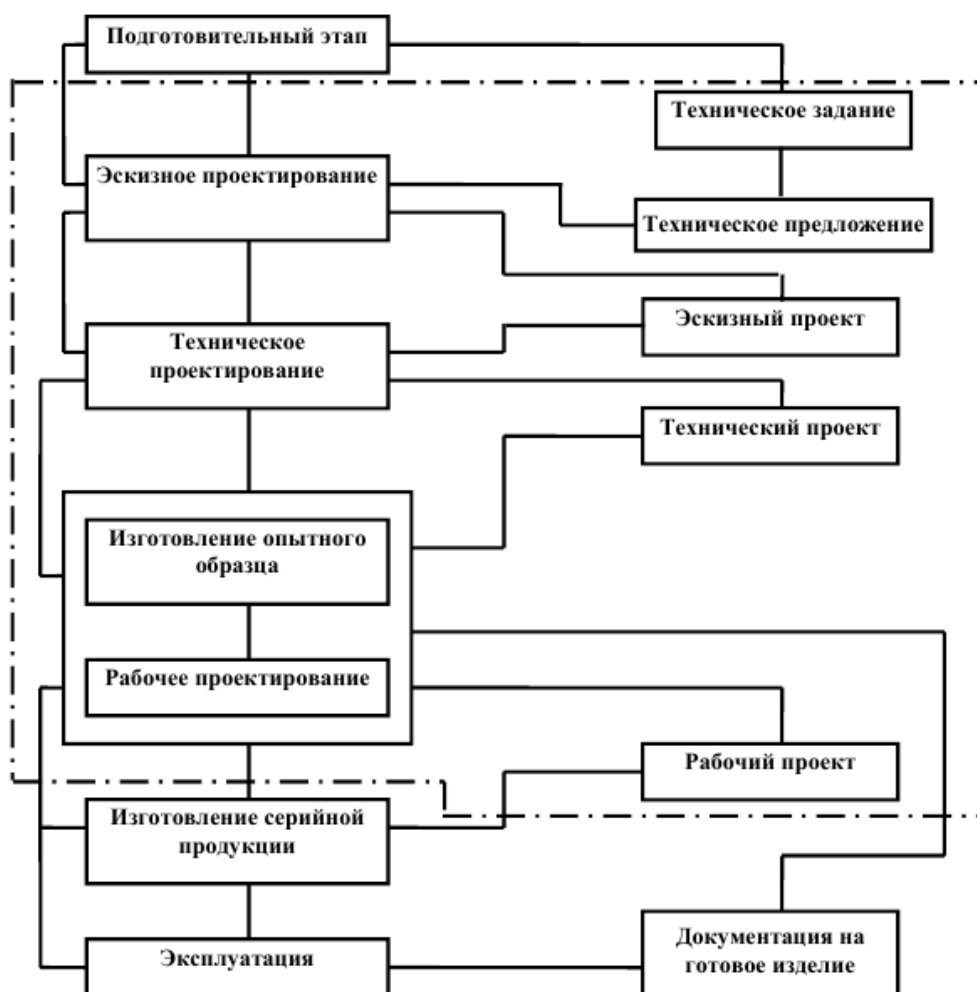 Подготовительный этап
Техническое задание
Эскизное проектирование
Техническое предложение
Эскизный проект
Техническое
проектирование
Технический проект
Изготовление опытного
образца
Рабочее проектирование
Рабочий проект
Изготовление серийной
продукции
Документация на
готовое изделие
Эксплуатация